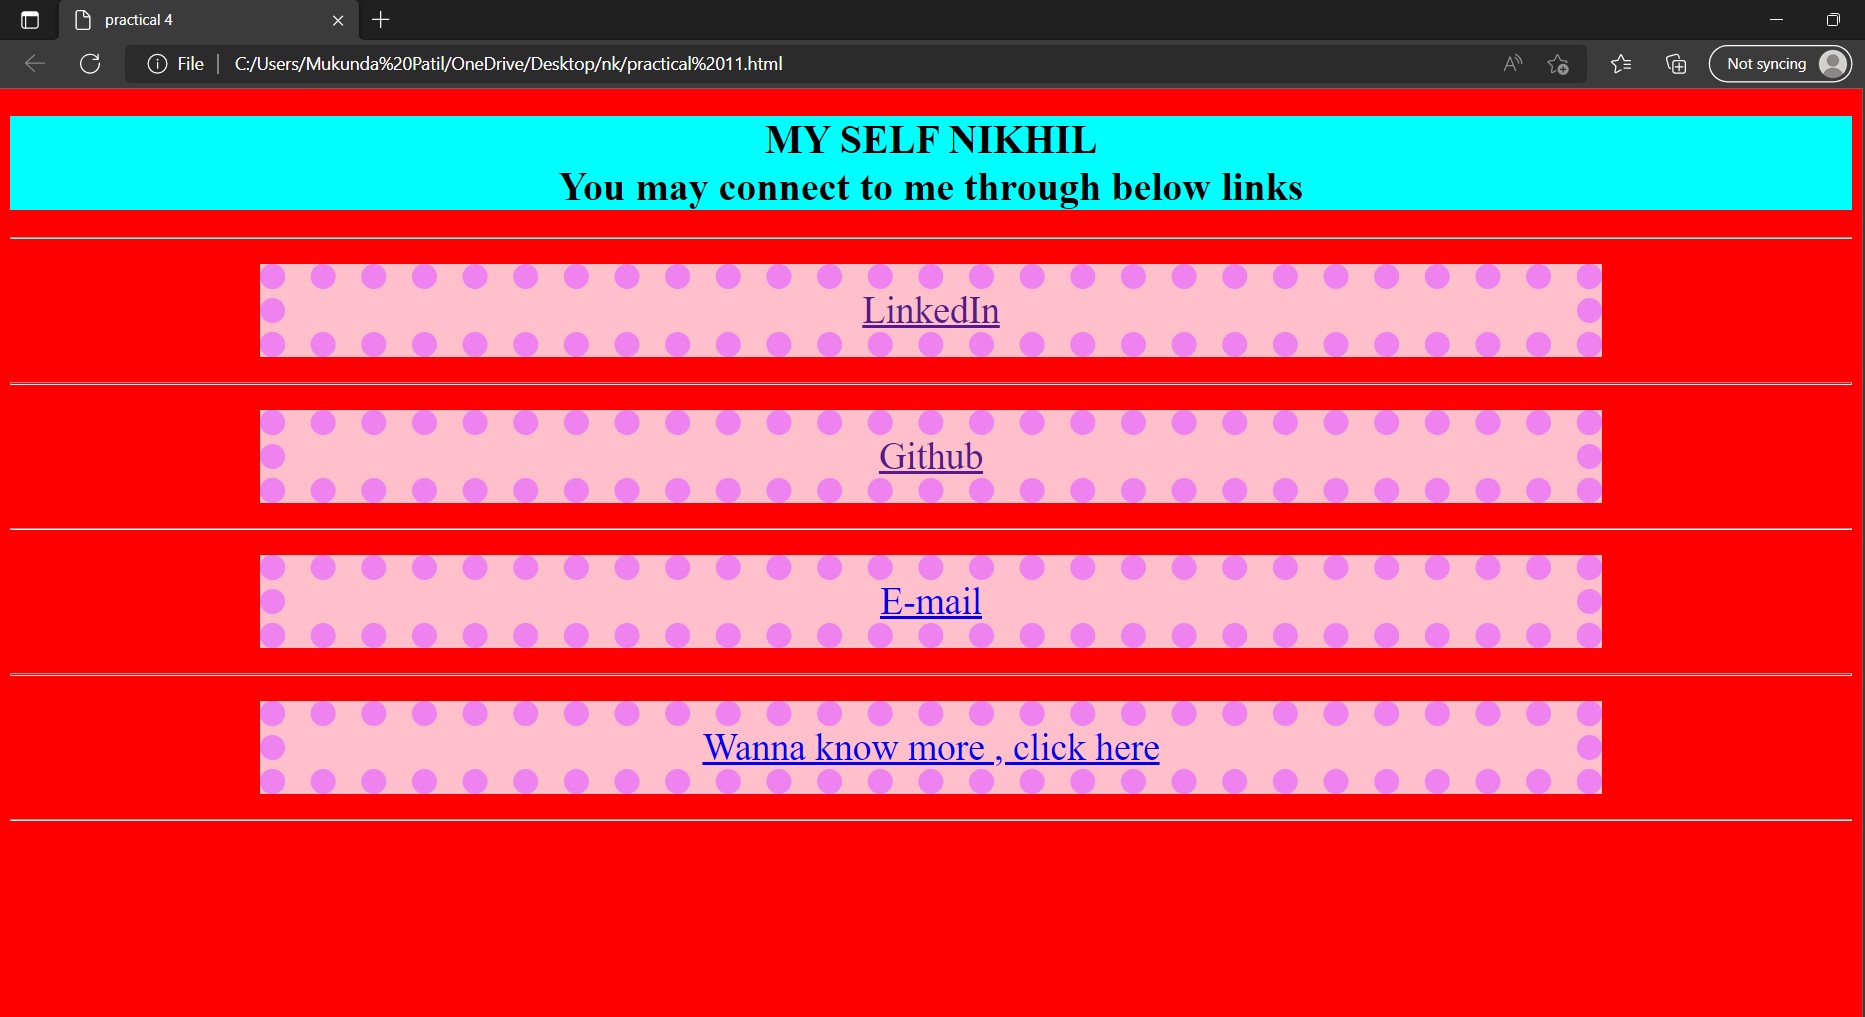 practical 4
File
C:/Users/Mukunda%20Patil/OneDrive/Desktop/nk/practical%2011.html
Not syncing
MY SELF NIKHIL
You may connect to me through below links
LinkedIn
Github
E-mail
Wanna know more , click here